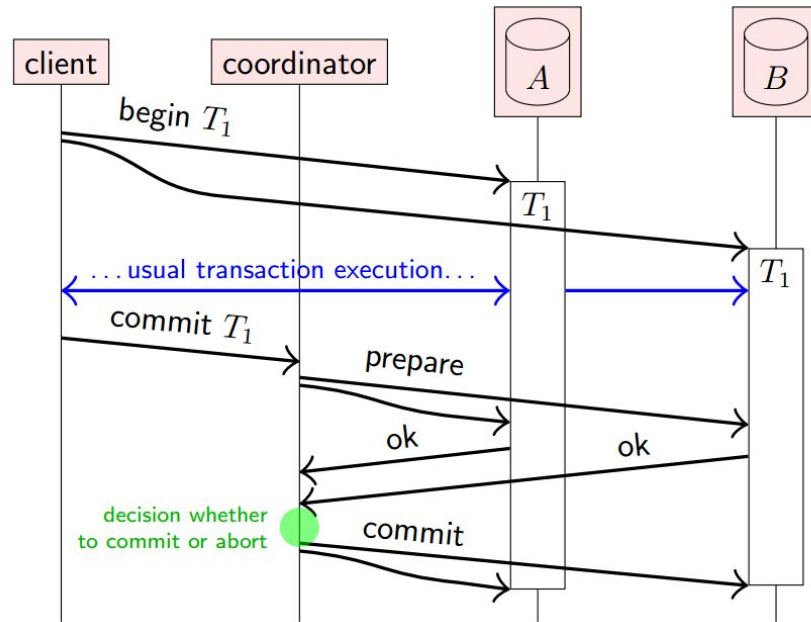 client
coordinator
A
B
begin T₁
T₁
...usual transaction execution...
T₁
commit T₁
prepare
ok
ok
decision whether
to commit or abort
commit